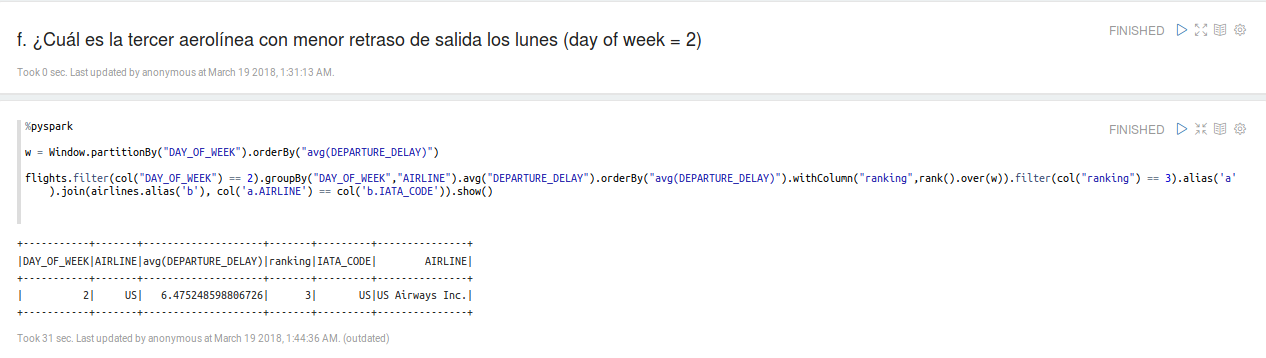 f. ¿Cuál es la tercer aerolínea con menor retraso de salida los lunes (day of week = 2)
FINISHED
Took 0 sec. Last updated by anonymous at March 19 2018, 1:31:13 AM.
FINISHED
%pyspark
w = Window.partitionBy("DAY_OF_WEEK").orderBy("avg(DEPARTURE_DELAY)")
flights.filter(col("DAY_OF_WEEK") == 2).groupBy("DAY_OF_WEEK","AIRLINE").avg("DEPARTURE_DELAY").orderBy("avg(DEPARTURE_DELAY)").withColumn("ranking",rank().over(w)).filter(col("ranking") == 3).alias('a'
).join(airlines.alias('b'), col('a.AIRLINE') == col('b.IATA_CODE')).show()
+-----------+-------+--------------------+-------+---------+---------------+
|DAY_OF_WEEK|AIRLINE|avg(DEPARTURE_DELAY)|ranking|IATA_CODE|        AIRLINE|
+-----------+-------+--------------------+-------+---------+---------------+
|          2|     US|   6.475248598806726|      3|       US|US Airways Inc.|
+-----------+-------+--------------------+-------+---------+---------------+
Took 31 sec. Last updated by anonymous at March 19 2018, 1:44:36 AM. (outdated)